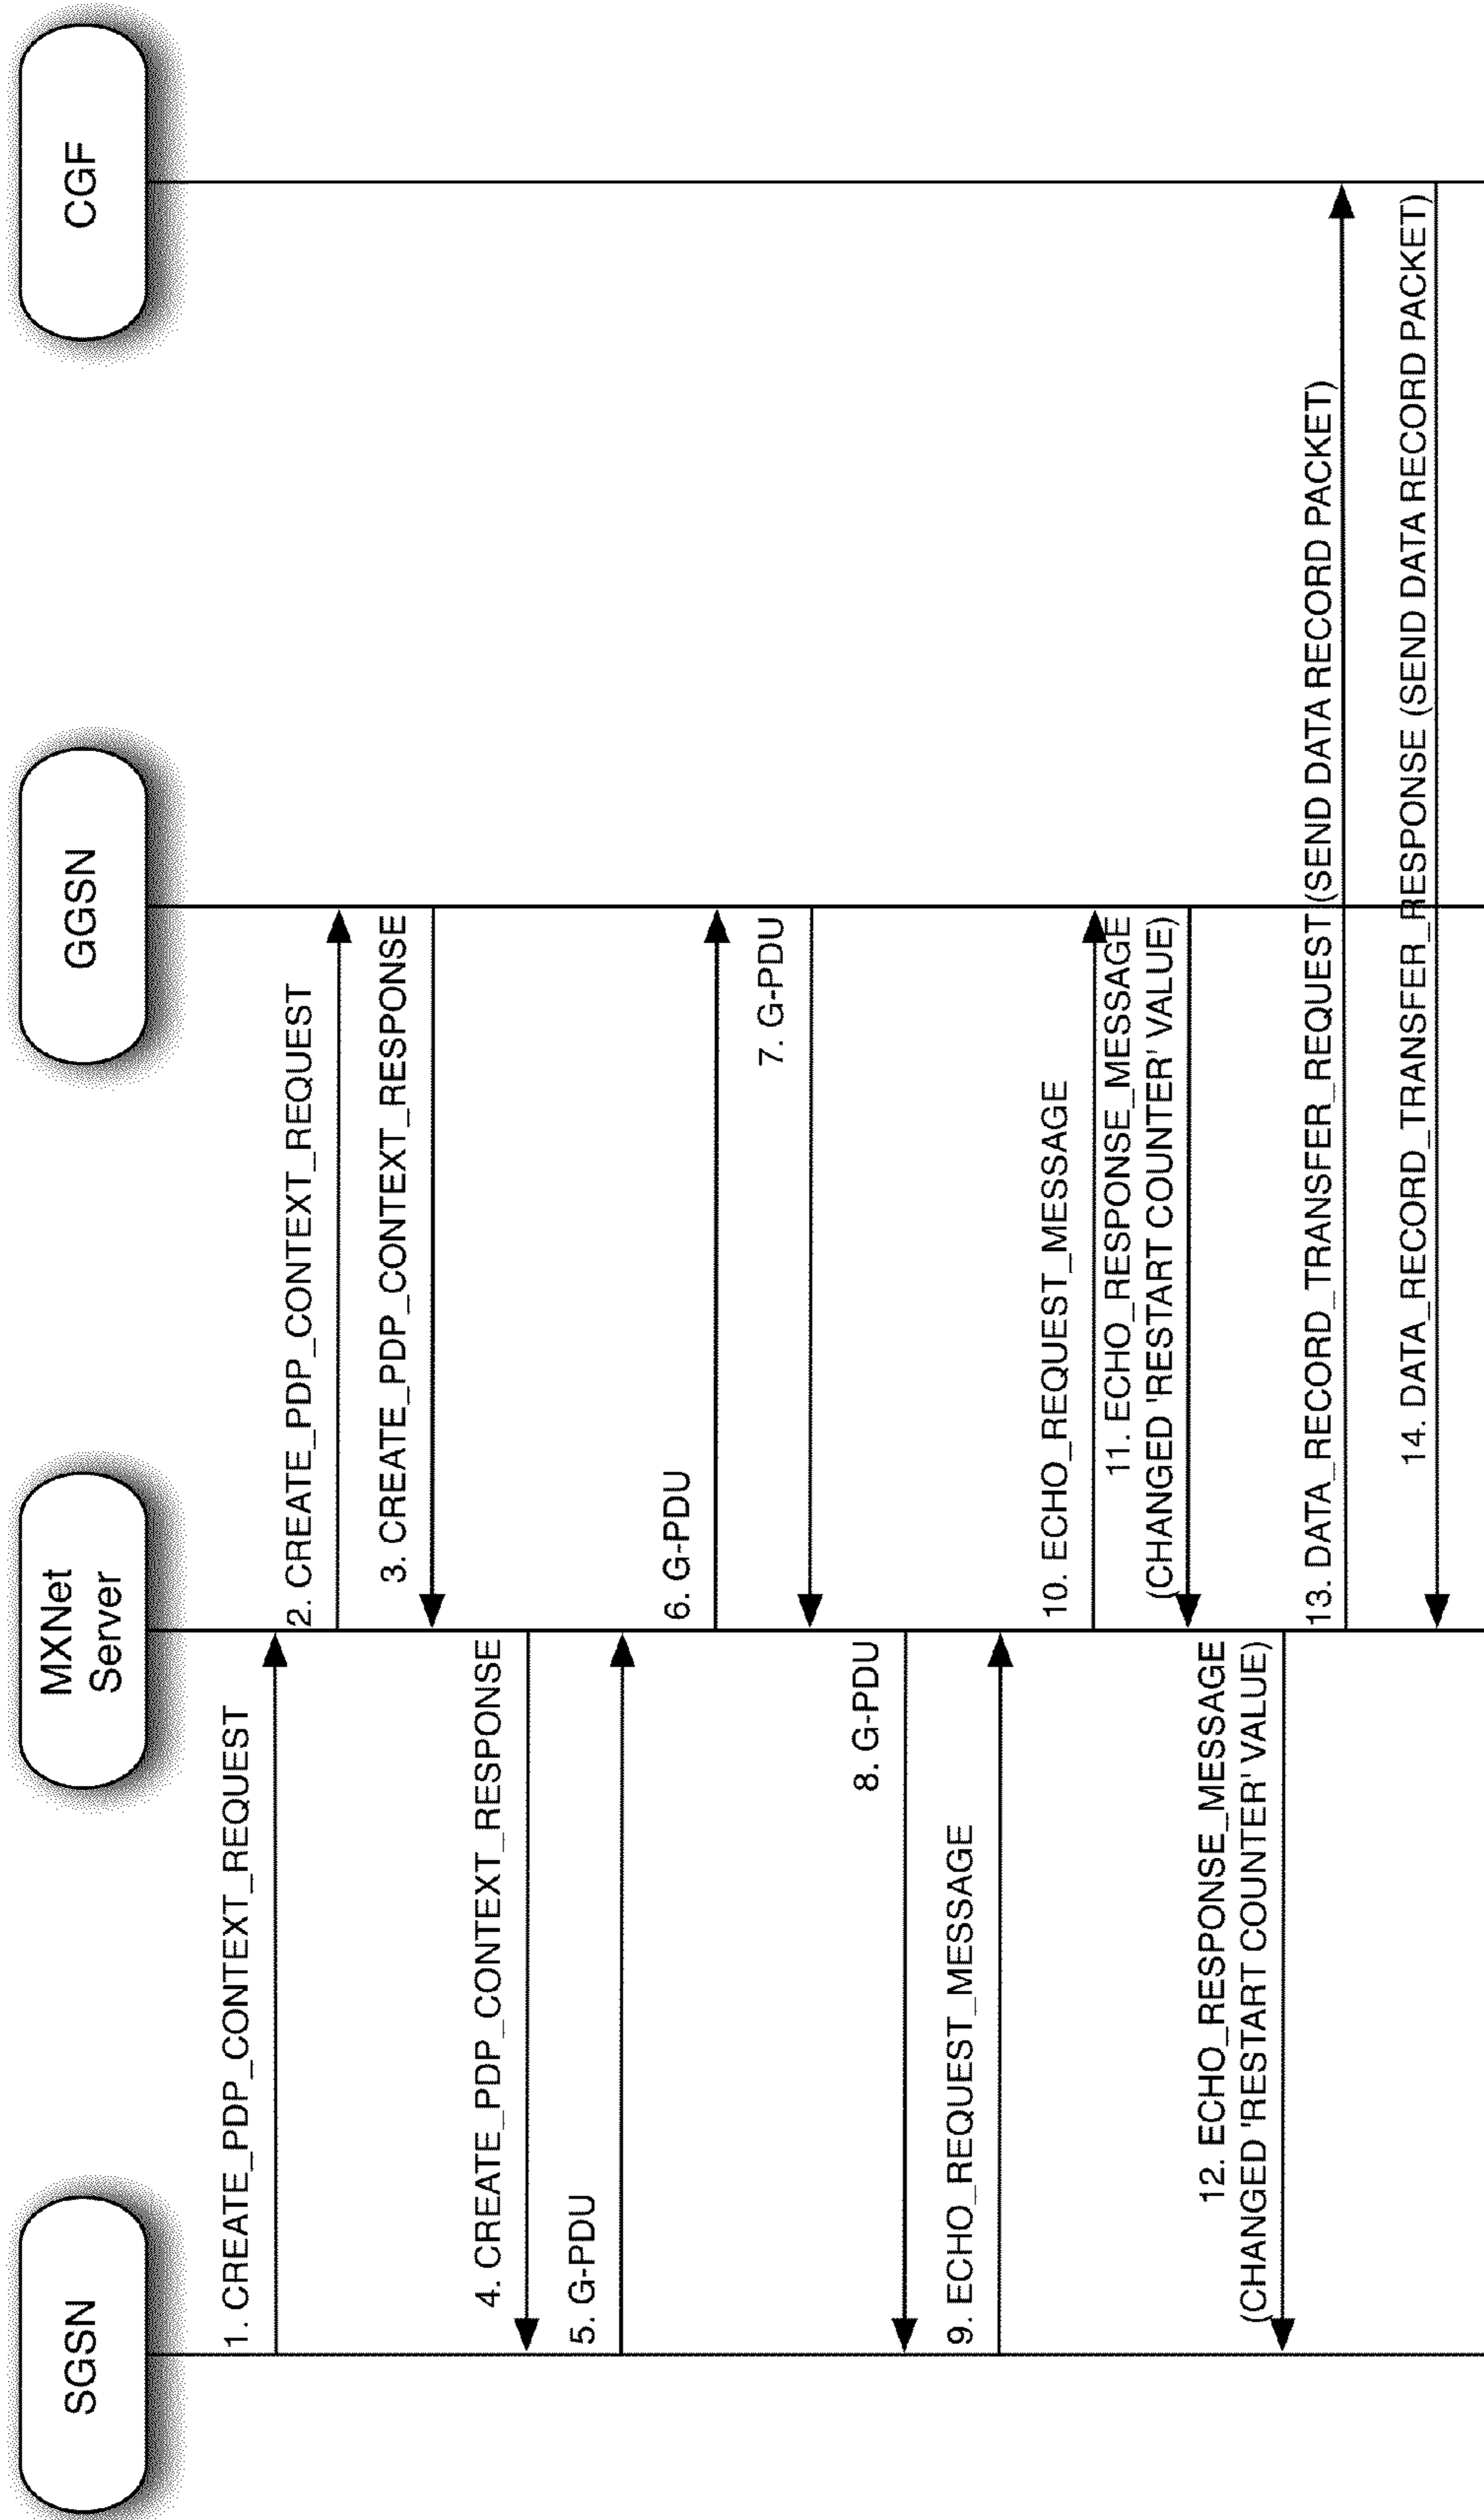 SGSN
MXNet
Server
GGSN
CGF
1. CREATE_PDP_CONTEXT_REQUEST
2. CREATE_PDP_CONTEXT_REQUEST
3. CREATE_PDP_CONTEXT_RESPONSE
4. CREATE_PDP_CONTEXT_RESPONSE
5. G-PDU
6. G-PDU
7. G-PDU
8. G-PDU
9. ECHO_REQUEST_MESSAGE
10. ECHO_REQUEST_MESSAGE
11. ECHO_RESPONSE_MESSAGE
(CHANGED 'RESTART COUNTER' VALUE)
12. ECHO_RESPONSE_MESSAGE
(CHANGED 'RESTART COUNTER' VALUE)
13. DATA_RECORD_TRANSFER_REQUEST (SEND DATA RECORD PACKET)
14. DATA_RECORD_TRANSFER_RESPONSE (SEND DATA RECORD PACKET)